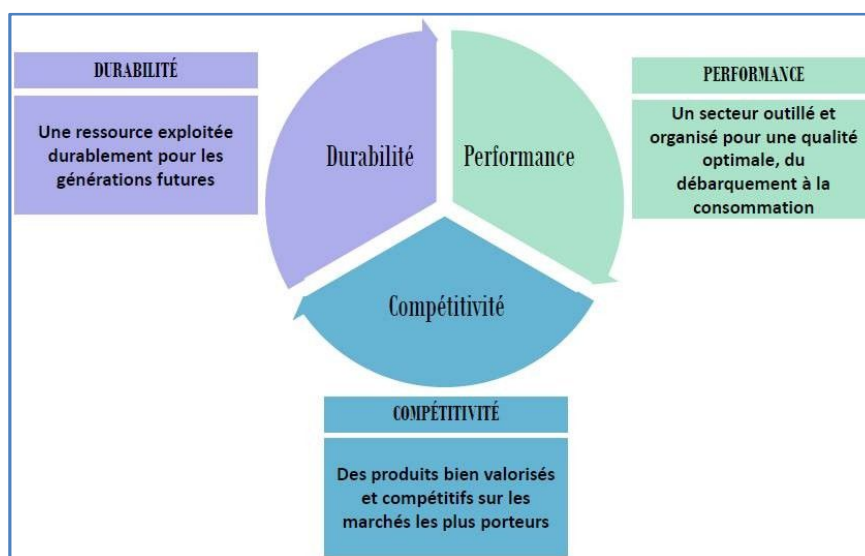 DURABILITÉ
Une ressource exploitée
durablement pour les
générations futures
Durabilité
Performance
PERFORMANCE
Un secteur outillé et
organisé pour une qualité
optimale, du
débarquement à la
consommation
Compétitivité
COMPÉTITIVITÉ
Des produits bien valorisés
et compétitifs sur les
marchés les plus porteurs